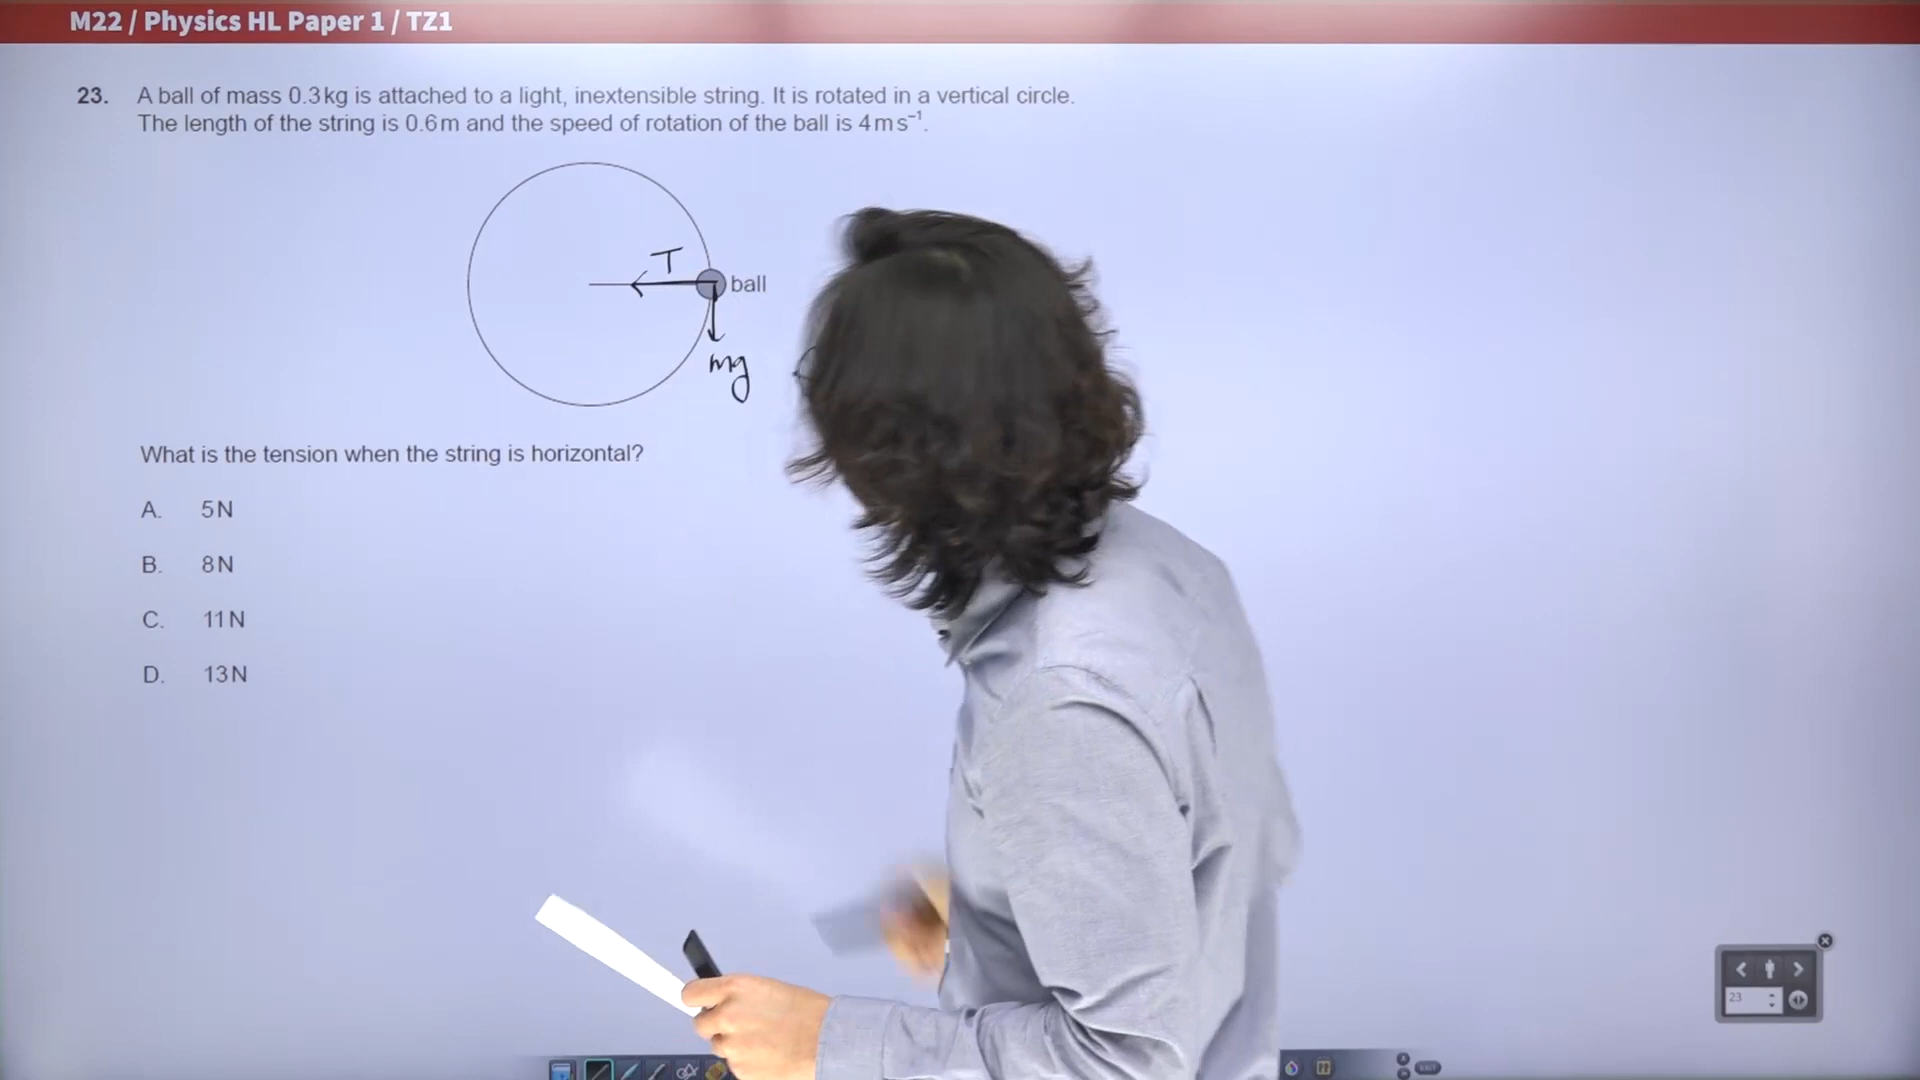 M22 / Physics HL Paper 1 / TZ1
23. A ball of mass 0.3 kg is attached to a light, inextensible string. It is rotated in a vertical circle.
The length of the string is 0.6 m and the speed of rotation of the ball is 4 m s⁻¹.
T
ball
mg
What is the tension when the string is horizontal?
A. 5 N
B. 8 N
C. 11 N
D. 13 N
23
EXIT